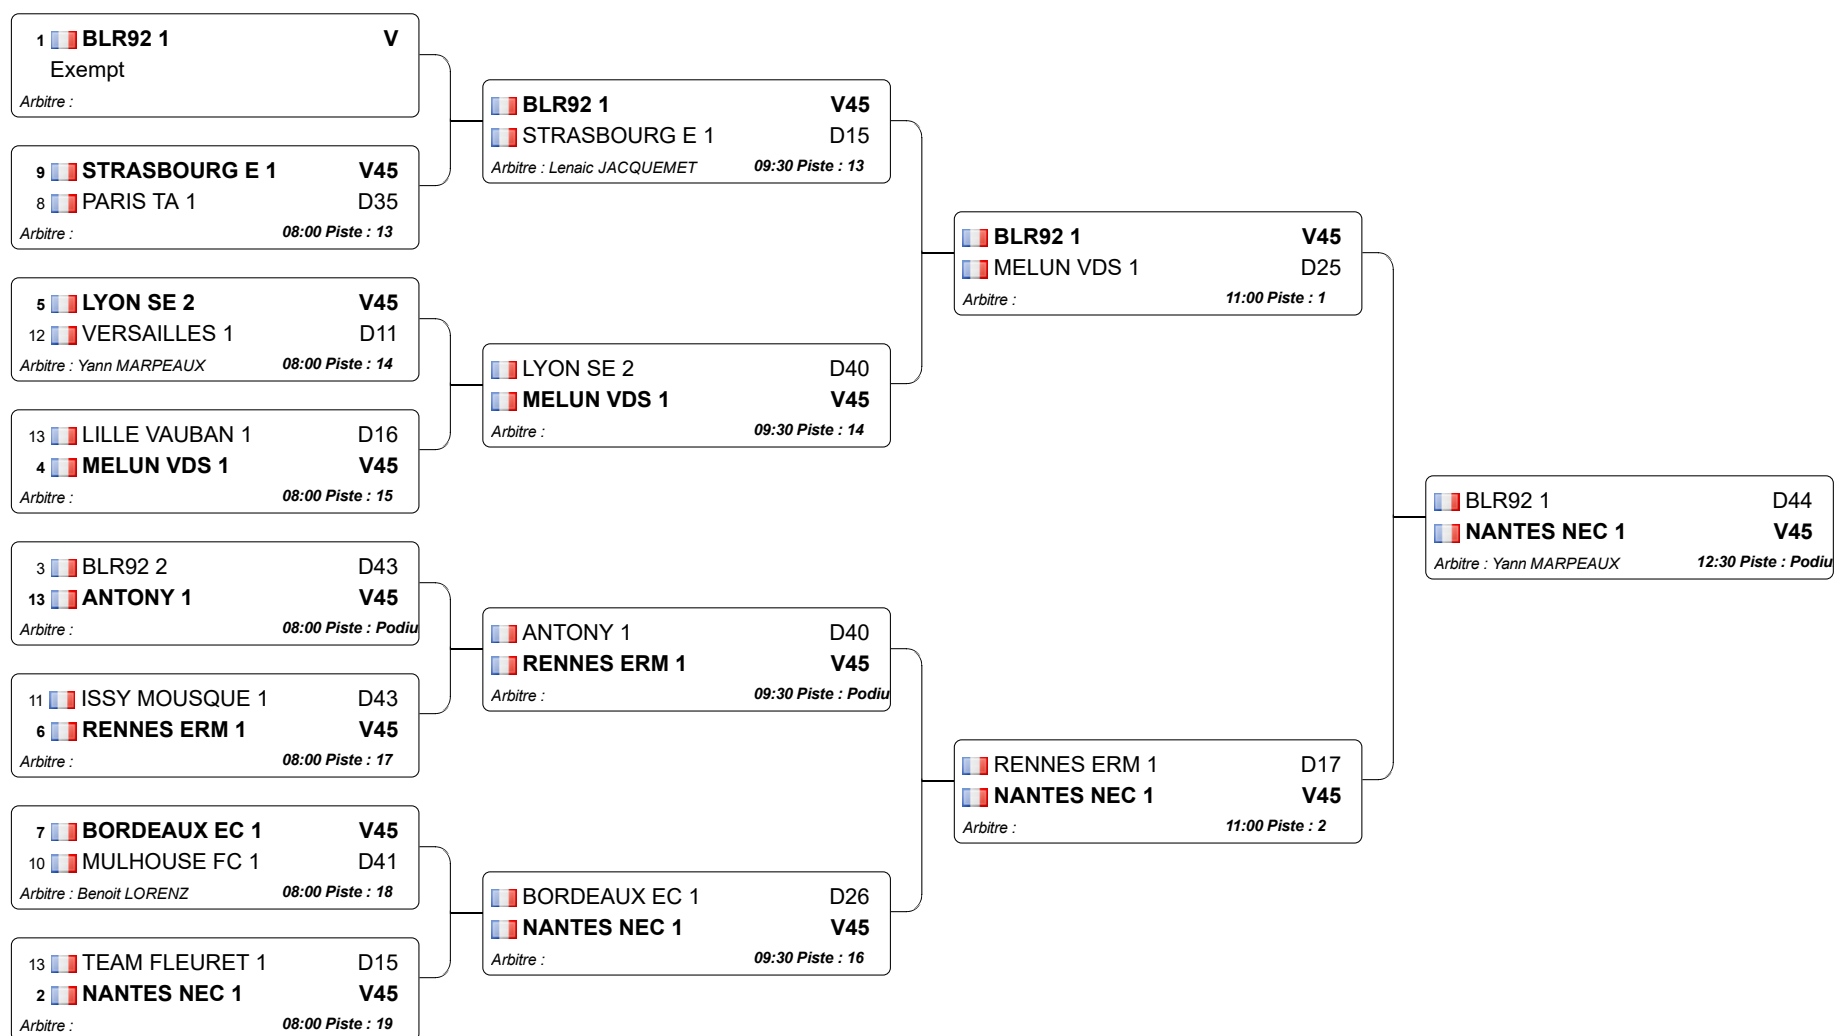 1 BLR92 1 V
Exempt
Arbitre :
9 STRASBOURG E 1 V45
8 PARIS TA 1 D35
Arbitre : 08:00 Piste : 13
5 LYON SE 2 V45
12 VERSAILLES 1 D11
Arbitre : Yann MARPEAUX 08:00 Piste : 14
13 LILLE VAUBAN 1 D16
4 MELUN VDS 1 V45
Arbitre : 08:00 Piste : 15
3 BLR92 2 D43
13 ANTONY 1 V45
Arbitre : 08:00 Piste : Podiu
11 ISSY MOUSQUE 1 D43
6 RENNES ERM 1 V45
Arbitre : 08:00 Piste : 17
7 BORDEAUX EC 1 V45
10 MULHOUSE FC 1 D41
Arbitre : Benoit LORENZ 08:00 Piste : 18
13 TEAM FLEURET 1 D15
2 NANTES NEC 1 V45
Arbitre : 08:00 Piste : 19
BLR92 1 V45
STRASBOURG E 1 D15
Arbitre : Lenaic JACQUEMET 09:30 Piste : 13
LYON SE 2 D40
MELUN VDS 1 V45
Arbitre : 09:30 Piste : 14
ANTONY 1 D40
RENNES ERM 1 V45
Arbitre : 09:30 Piste : Podiu
BORDEAUX EC 1 D26
NANTES NEC 1 V45
Arbitre : 09:30 Piste : 16
BLR92 1 V45
MELUN VDS 1 D25
Arbitre : 11:00 Piste : 1
RENNES ERM 1 D17
NANTES NEC 1 V45
Arbitre : 11:00 Piste : 2
BLR92 1 D44
NANTES NEC 1 V45
Arbitre : Yann MARPEAUX 12:30 Piste : Podiu